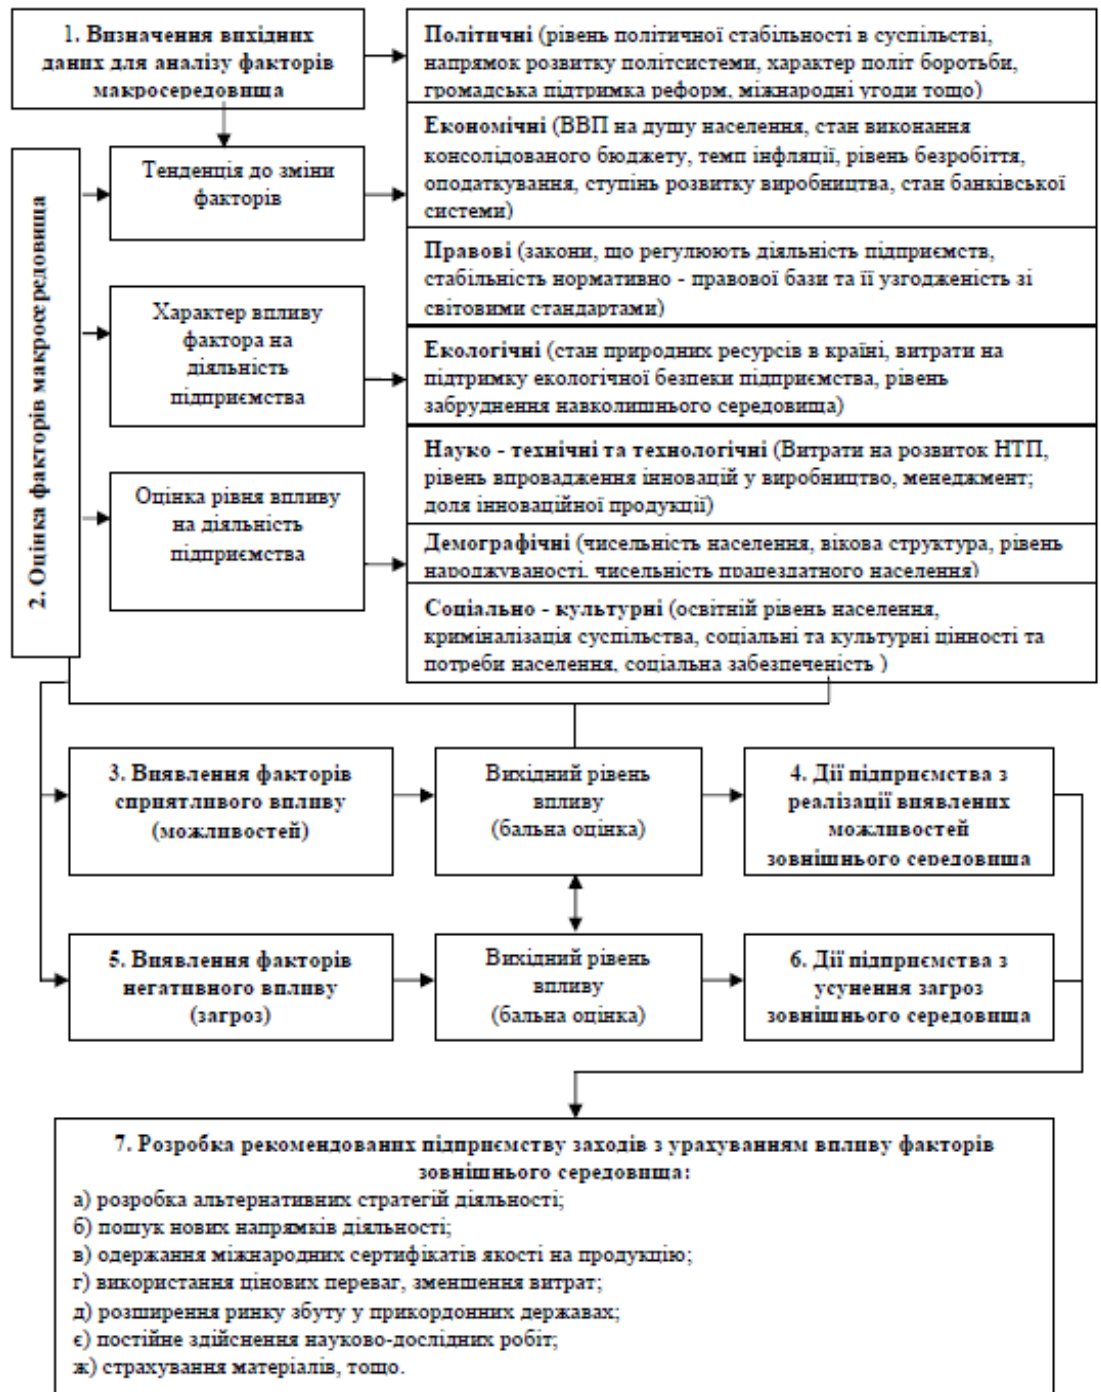 1. Визначення вихідних
даних для аналізу факторів
макросередовища
Політичні (рівень політичної стабільності в суспільстві,
напрямок розвитку політсистеми, характер політ боротьби,
громадська підтримка реформ, міжнародні угоди тощо)
Економічні (ВВП на душу населення, стан виконання
консолідованого бюджету, темп інфляції, рівень безробіття,
оподаткування, ступінь розвитку виробництва, стан банківської
системи)
Правові (закони, що регулюють діяльність підприємств,
стабільність нормативно - правової бази та її узгодженість зі
світовими стандартами)
Екологічні (стан природних ресурсів в країні, витрати на
підтримку екологічної безпеки підприємства, рівень
забруднення навколишнього середовища)
Науко - технічні та технологічні (Витрати на розвиток НТП,
рівень впровадження інновацій у виробництво, менеджмент;
доля інноваційної продукції)
Демографічні (чисельність населення, вікова структура, рівень
народжуваності, чисельність працездатного населення)
Соціально - культурні (освітній рівень населення,
криміналізація суспільства, соціальні та культурні цінності та
потреби населення, соціальна забезпеченість )
2. Оцінка факторів макросередовища
Тенденція до зміни
факторів
Характер впливу
фактора на
діяльність
підприємства
Оцінка рівня впливу
на діяльність
підприємства
3. Виявлення факторів
сприятливого впливу
(можливостей)
Вихідний рівень
впливу
(бальна оцінка)
4. Дії підприємства з
реалізації виявлених
можливостей
зовнішнього середовища
5. Виявлення факторів
негативного впливу
(загроз)
Вихідний рівень
впливу
(бальна оцінка)
6. Дії підприємства з
усунення загроз
зовнішнього середовища
7. Розробка рекомендованих підприємству заходів з урахуванням впливу факторів
зовнішнього середовища:
а) розробка альтернативних стратегій діяльності;
б) пошук нових напрямків діяльності;
в) одержання міжнародних сертифікатів якості на продукцію;
г) використання цінових переваг, зменшення витрат;
д) розширення ринку збуту у прикордонних державах;
є) постійне здійснення науково-дослідних робіт;
ж) страхування матеріалів, тощо.